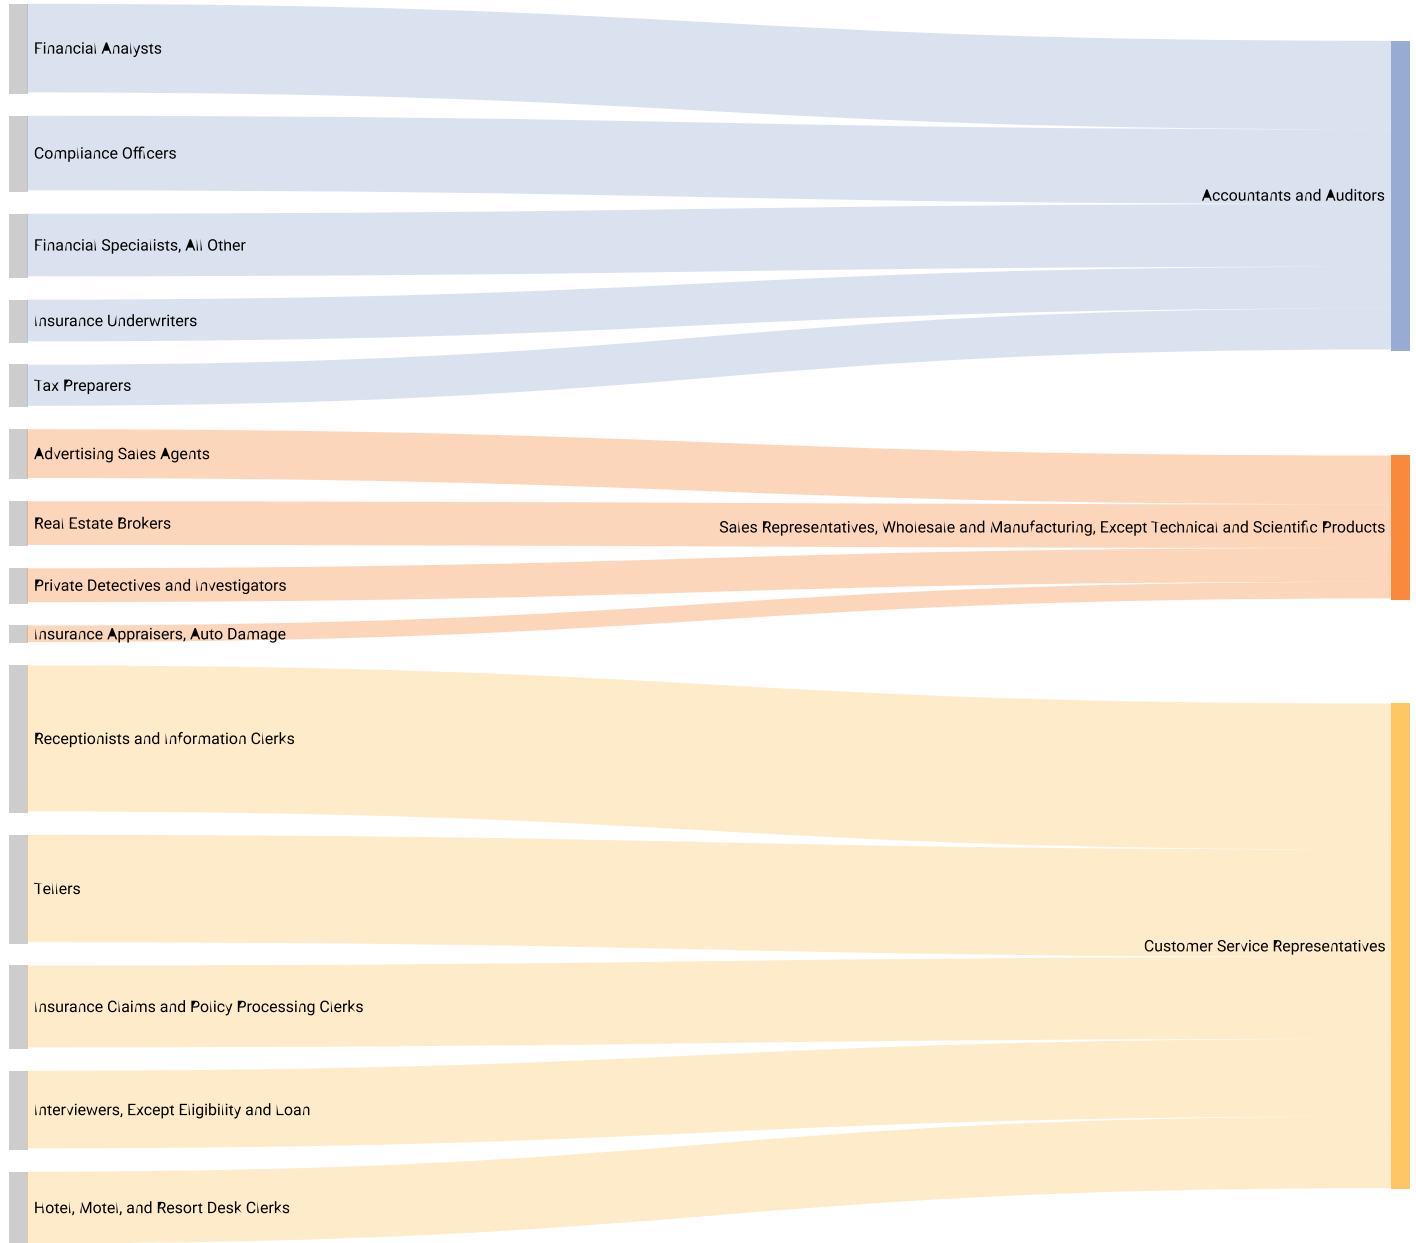 Financial Analysts
Compliance Officers
Accountants and Auditors
Financial Specialists, All Other
Insurance Underwriters
Tax Preparers
Advertising Sales Agents
Real Estate Brokers
Sales Representatives, Wholesale and Manufacturing, Except Technical and Scientific Products
Private Detectives and Investigators
Insurance Appraisers, Auto Damage
Receptionists and Information Clerks
Tellers
Customer Service Representatives
Insurance Claims and Policy Processing Clerks
Interviewers, Except Eligibility and Loan
Hotel, Motel, and Resort Desk Clerks